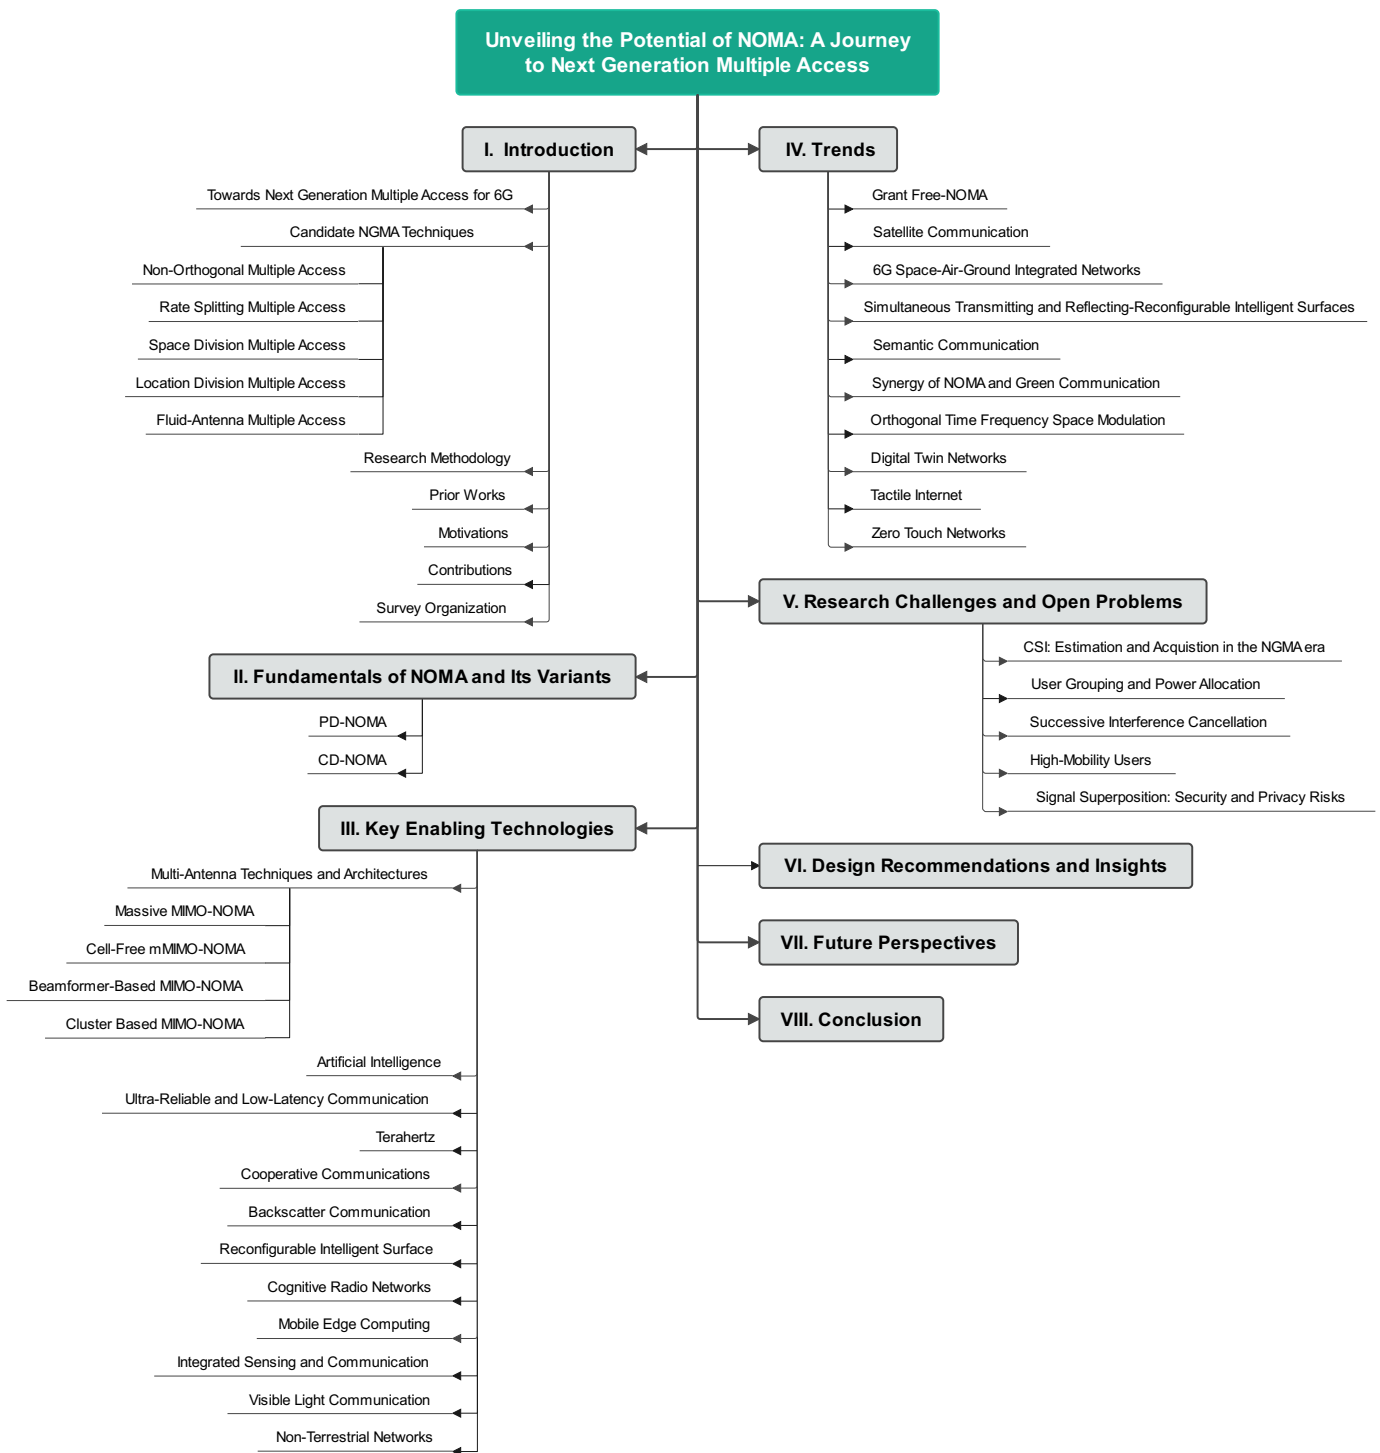 Unveiling the Potential of NOMA: A Journey
to Next Generation Multiple Access
I. Introduction
Towards Next Generation Multiple Access for 6G
Candidate NGMA Techniques
Non-Orthogonal Multiple Access
Rate Splitting Multiple Access
Space Division Multiple Access
Location Division Multiple Access
Fluid-Antenna Multiple Access
Research Methodology
Prior Works
Motivations
Contributions
Survey Organization
II. Fundamentals of NOMA and Its Variants
PD-NOMA
CD-NOMA
III. Key Enabling Technologies
Multi-Antenna Techniques and Architectures
Massive MIMO-NOMA
Cell-Free mMIMO-NOMA
Beamformer-Based MIMO-NOMA
Cluster Based MIMO-NOMA
Artificial Intelligence
Ultra-Reliable and Low-Latency Communication
Terahertz
Cooperative Communications
Backscatter Communication
Reconfigurable Intelligent Surface
Cognitive Radio Networks
Mobile Edge Computing
Integrated Sensing and Communication
Visible Light Communication
Non-Terrestrial Networks
IV. Trends
Grant Free-NOMA
Satellite Communication
6G Space-Air-Ground Integrated Networks
Simultaneous Transmitting and Reflecting-Reconfigurable Intelligent Surfaces
Semantic Communication
Synergy of NOMA and Green Communication
Orthogonal Time Frequency Space Modulation
Digital Twin Networks
Tactile Internet
Zero Touch Networks
V. Research Challenges and Open Problems
CSI: Estimation and Acquistion in the NGMA era
User Grouping and Power Allocation
Successive Interference Cancellation
High-Mobility Users
Signal Superposition: Security and Privacy Risks
VI. Design Recommendations and Insights
VII. Future Perspectives
VIII. Conclusion